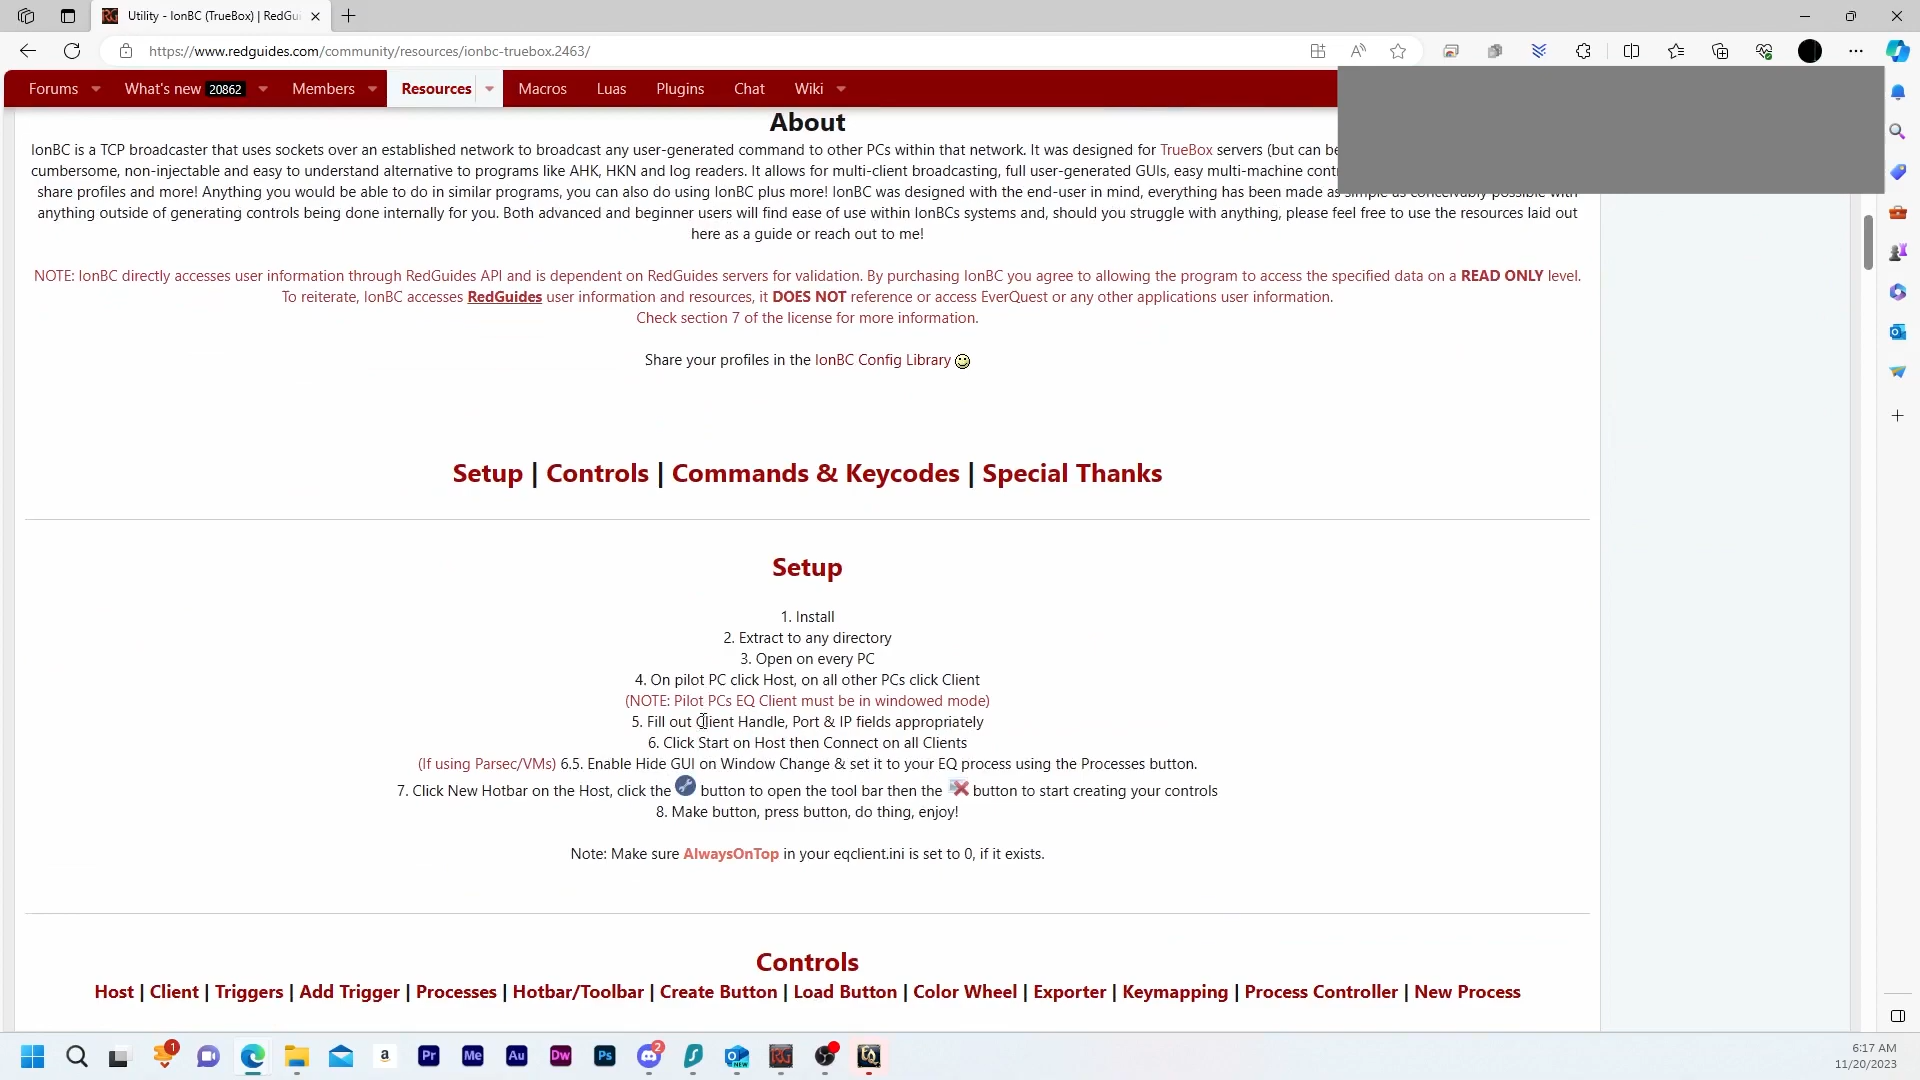 Utility - IonBC (TrueBox) | RedGui
https://www.redguides.com/community/resources/ionbc-truebox.2463/
Forums What's new 20862 Members Resources Macros Luas Plugins Chat Wiki
About
IonBC is a TCP broadcaster that uses sockets over an established network to broadcast any user-generated command to other PCs within that network. It was designed for TrueBox servers (but can be
cumbersome, non-injectable and easy to understand alternative to programs like AHK, HKN and log readers. It allows for multi-client broadcasting, full user-generated GUIs, easy multi-machine contr
share profiles and more! Anything you would be able to do in similar programs, you can also do using IonBC plus more! IonBC was designed with the end-user in mind, everything has been made as simple as conceivably possible with
anything outside of generating controls being done internally for you. Both advanced and beginner users will find ease of use within IonBCs systems and, should you struggle with anything, please feel free to use the resources laid out
here as a guide or reach out to me!
NOTE: IonBC directly accesses user information through RedGuides API and is dependent on RedGuides servers for validation. By purchasing IonBC you agree to allowing the program to access the specified data on a READ ONLY level.
To reiterate, IonBC accesses RedGuides user information and resources, it DOES NOT reference or access EverQuest or any other applications user information.
Check section 7 of the license for more information.
Share your profiles in the IonBC Config Library
Setup | Controls | Commands & Keycodes | Special Thanks
Setup
1. Install
2. Extract to any directory
3. Open on every PC
4. On pilot PC click Host, on all other PCs click Client
(NOTE: Pilot PCs EQ Client must be in windowed mode)
5. Fill out Client Handle, Port & IP fields appropriately
6. Click Start on Host then Connect on all Clients
(If using Parsec/VMs) 6.5. Enable Hide GUI on Window Change & set it to your EQ process using the Processes button.
7. Click New Hotbar on the Host, click the button to open the tool bar then the button to start creating your controls
8. Make button, press button, do thing, enjoy!
Note: Make sure AlwaysOnTop in your eqclient.ini is set to 0, if it exists.
Controls
Host | Client | Triggers | Add Trigger | Processes | Hotbar/Toolbar | Create Button | Load Button | Color Wheel | Exporter | Keymapping | Process Controller | New Process
1 a Pr Me Au Dw Ps 2 NEW RG
6:17 AM
11/20/2023